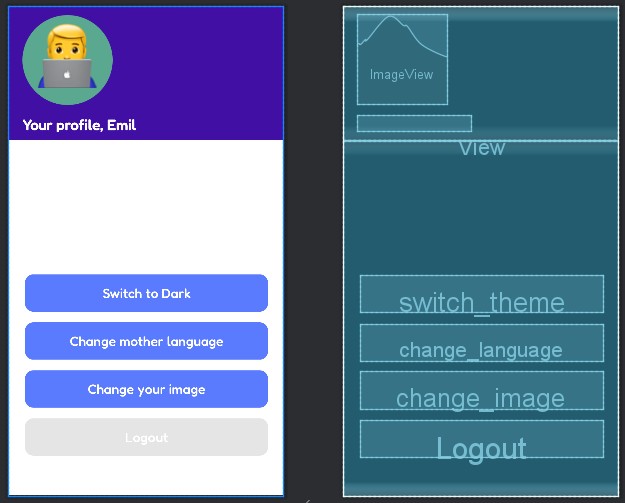 Your profile, Emil
Switch to Dark
Change mother language
Change your image
Logout
ImageView
View
switch_theme
change_language
change_image
Logout